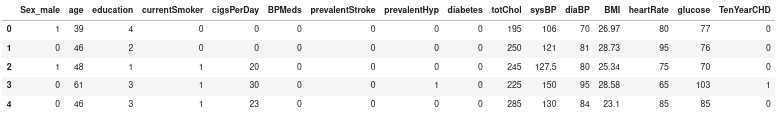 Sex_male age education currentSmoker cigsPerDay BPMeds prevalentStroke prevalentHyp diabetes totChol sysBP diaBP BMI heartRate glucose TenYearCHD
0 1 39 4 0 0 0 0 0 0 195 106 70 26.97 80 77 0
1 0 46 2 0 0 0 0 0 0 250 121 81 28.73 95 76 0
2 1 48 1 1 20 0 0 0 0 245 127.5 80 25.34 75 70 0
3 0 61 3 1 30 0 0 1 0 225 150 95 28.58 65 103 1
4 0 46 3 1 23 0 0 0 0 285 130 84 23.1 85 85 0